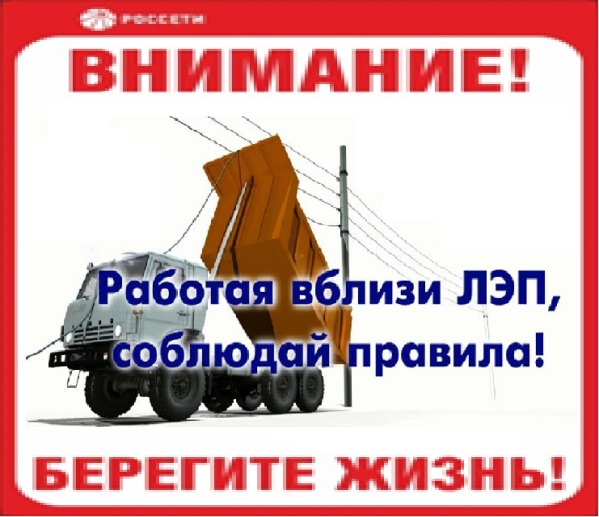 РОССЕТИ
ВНИМАНИЕ!
Работая вблизи ЛЭП,
соблюдай правила!
БЕРЕГИТЕ ЖИЗНЬ!